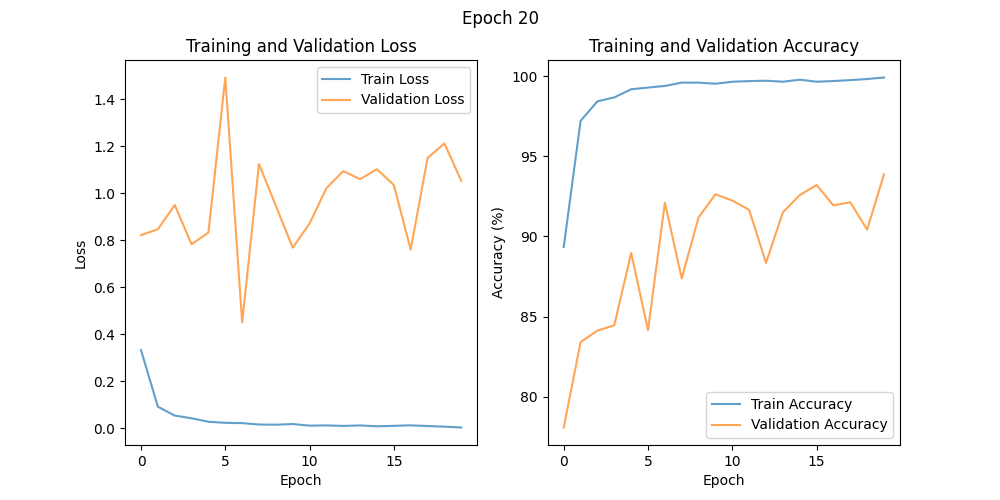 Epoch 20
Training and Validation Loss
Train Loss
Validation Loss
Loss
1.4
1.2
1.0
0.8
0.6
0.4
0.2
0.0
0
5
10
15
Epoch
Training and Validation Accuracy
Accuracy (%)
100
95
90
85
80
Train Accuracy
Validation Accuracy
0
5
10
15
Epoch